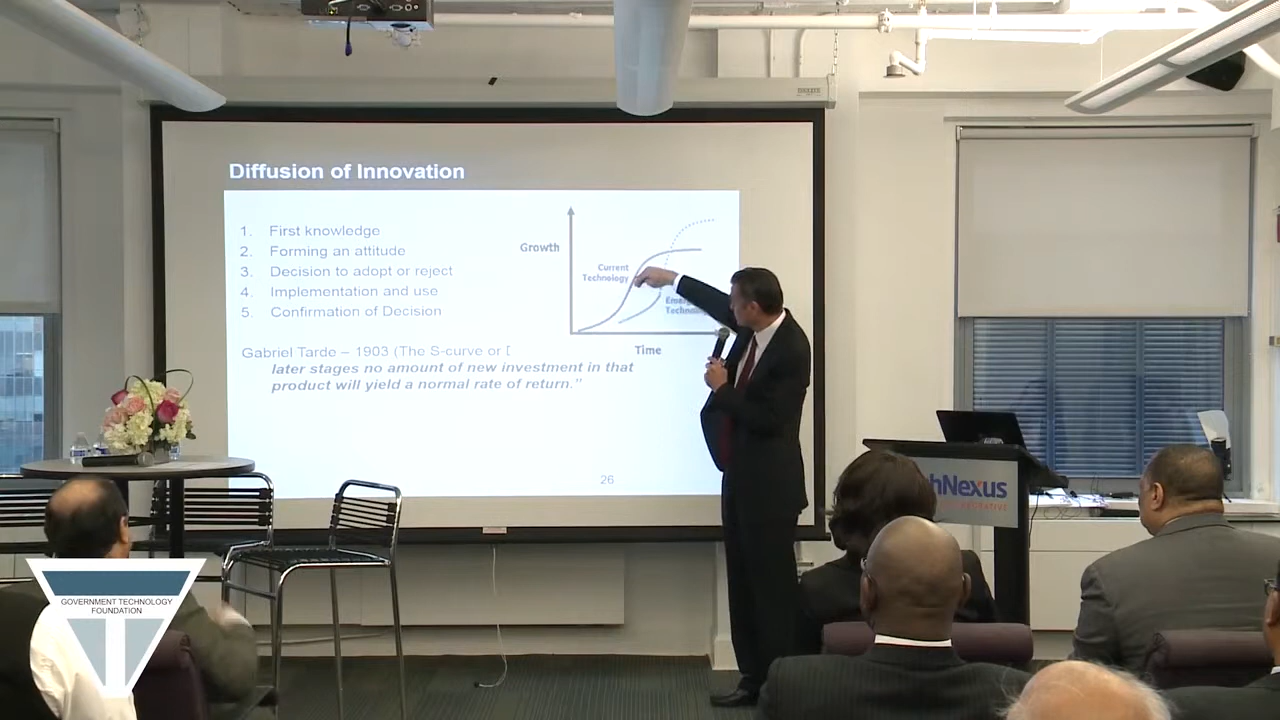 Diffusion of Innovation
1. First knowledge
2. Forming an attitude
3. Decision to adopt or reject
4. Implementation and use
5. Confirmation of Decision
Gabriel Tarde – 1903 (The S-curve or
later stages no amount of new investment in that
product will yield a normal rate of return."
Growth
Current
Technology
Time
26
hNexus
GOVERNMENT TECHNOLOGY
FOUNDATION